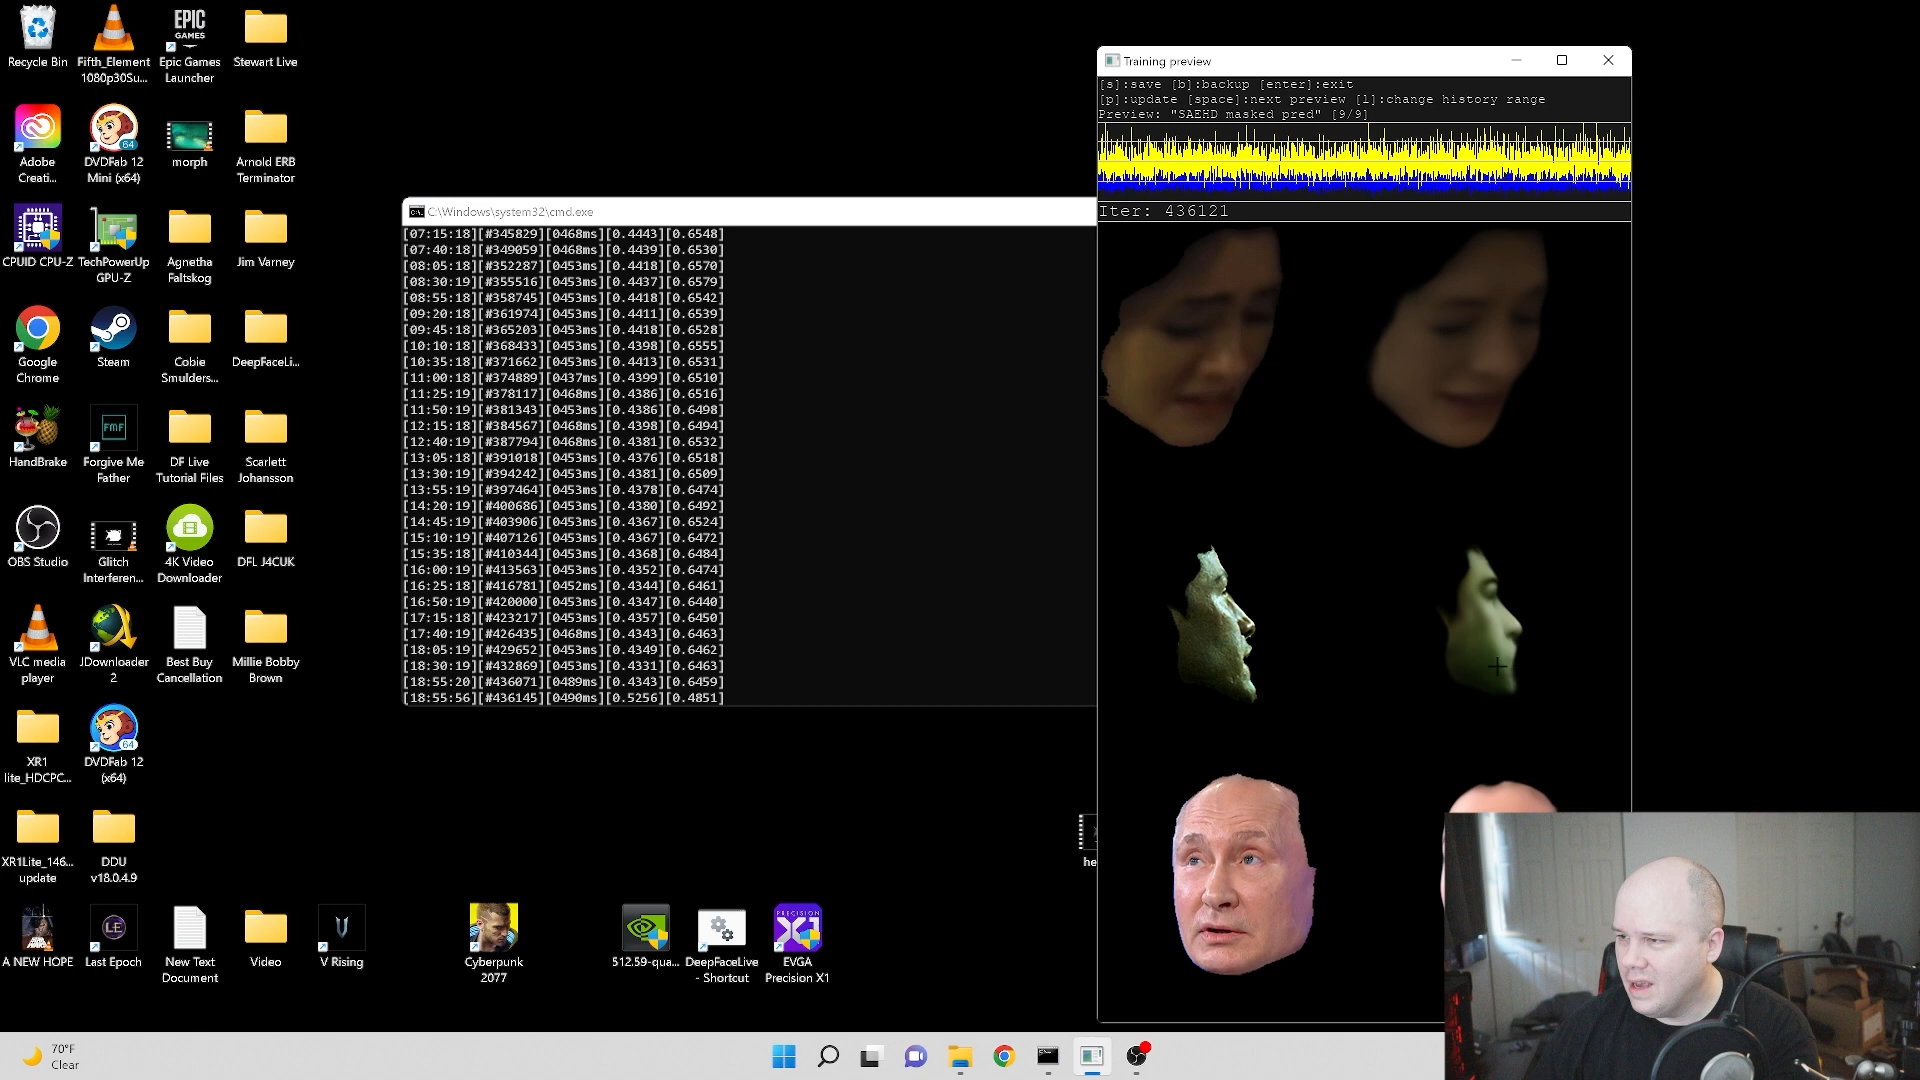 Recycle Bin
Fifth_Element
1080p30Su...
EPIC
GAMES
Epic Games
Launcher
Stewart Live
Adobe
Creati...
64
DVDFab 12
Mini (x64)
morph
Arnold ERB
Terminator
CPUID CPU-Z
TechPowerUp
GPU-Z
Agnetha
Faltskog
Jim Varney
Google
Chrome
Steam
Cobie
Smulders...
DeepFaceLi...
HandBrake
FMF
Forgive Me
Father
DF Live
Tutorial Files
Scarlett
Johansson
OBS Studio
Glitch
Interferen...
4K Video
Downloader
DFL J4CUK
VLC media
player
JDownloader
2
Best Buy
Cancellation
Millie Bobby
Brown
XR1
lite_HDCPC...
64
DVDFab 12
(x64)
XR1Lite_146...
update
DDU
v18.0.4.9
A NEW HOPE
LE
Last Epoch
New Text
Document
Video
V Rising
Cyberpunk
2077
512.59-qua...
DeepFaceLive
- Shortcut
PRECISION
X1
EVGA
Precision X1
he
C:\Windows\system32\cmd.exe
[07:15:18][#345829][0468ms][0.4443][0.6548]
[07:40:18][#349059][0468ms][0.4439][0.6530]
[08:05:18][#352287][0453ms][0.4418][0.6570]
[08:30:19][#355516][0453ms][0.4437][0.6579]
[08:55:18][#358745][0453ms][0.4418][0.6542]
[09:20:18][#361974][0453ms][0.4411][0.6539]
[09:45:18][#365203][0453ms][0.4418][0.6528]
[10:10:18][#368433][0453ms][0.4398][0.6555]
[10:35:18][#371662][0453ms][0.4413][0.6531]
[11:00:18][#374889][0437ms][0.4399][0.6510]
[11:25:19][#378117][0468ms][0.4386][0.6516]
[11:50:19][#381343][0453ms][0.4386][0.6498]
[12:15:18][#384567][0468ms][0.4398][0.6494]
[12:40:19][#387794][0468ms][0.4381][0.6532]
[13:05:18][#391018][0453ms][0.4376][0.6518]
[13:30:19][#394242][0453ms][0.4381][0.6509]
[13:55:19][#397464][0453ms][0.4378][0.6474]
[14:20:19][#400686][0453ms][0.4380][0.6492]
[14:45:19][#403906][0453ms][0.4367][0.6524]
[15:10:19][#407126][0453ms][0.4367][0.6472]
[15:35:18][#410344][0453ms][0.4368][0.6484]
[16:00:19][#413563][0453ms][0.4352][0.6474]
[16:25:18][#416781][0452ms][0.4344][0.6461]
[16:50:19][#420000][0453ms][0.4347][0.6440]
[17:15:18][#423217][0453ms][0.4357][0.6450]
[17:40:19][#426435][0468ms][0.4343][0.6463]
[18:05:19][#429652][0453ms][0.4349][0.6462]
[18:30:19][#432869][0453ms][0.4331][0.6463]
[18:55:20][#436071][0489ms][0.4343][0.6459]
[18:55:56][#436145][0490ms][0.5256][0.4851]
Training preview
[s]:save [b]:backup [enter]:exit
[p]:update [space]:next preview [l]:change history range
Preview: "SAEHD masked pred" [9/9]
Iter: 436121
70°F
Clear